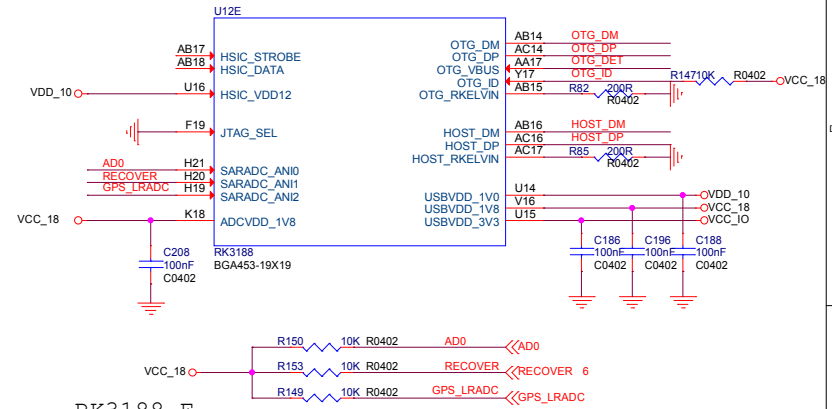 U12E
AB17 HSIC_STROBE
AB18 HSIC_DATA
VDD_10 U16 HSIC_VDD12
F19 JTAG_SEL
AD0 H21 SARADC_ANI0
RECOVER H20 SARADC_ANI1
GPS_LRADC H19 SARADC_ANI2
VCC_18 K18 ADCVDD_1V8
OTG_DM AB14 OTG_DM
OTG_DP AC14 OTG_DP
OTG_VBUS AA17 OTG_DET
OTG_ID Y17 OTG_ID R147 10K R0402 VCC_18
OTG_RKELVIN AB15 R82 200R R0402
HOST_DM AB16 HOST_DM
HOST_DP AC16 HOST_DP
HOST_RKELVIN AC17 R85 200R R0402
USBVDD_1V0 U14 VDD_10
USBVDD_1V8 V16 VCC_18
USBVDD_3V3 U15 VCC_IO
C208
100nF
C0402
RK3188
BGA453-19X19
C186 C196 C188
100nF 100nF 100nF
C0402 C0402 C0402
R150 10K R0402 AD0 AD0
VCC_18 R153 10K R0402 RECOVER RECOVER 6
R149 10K R0402 GPS_LRADC GPS_LRADC